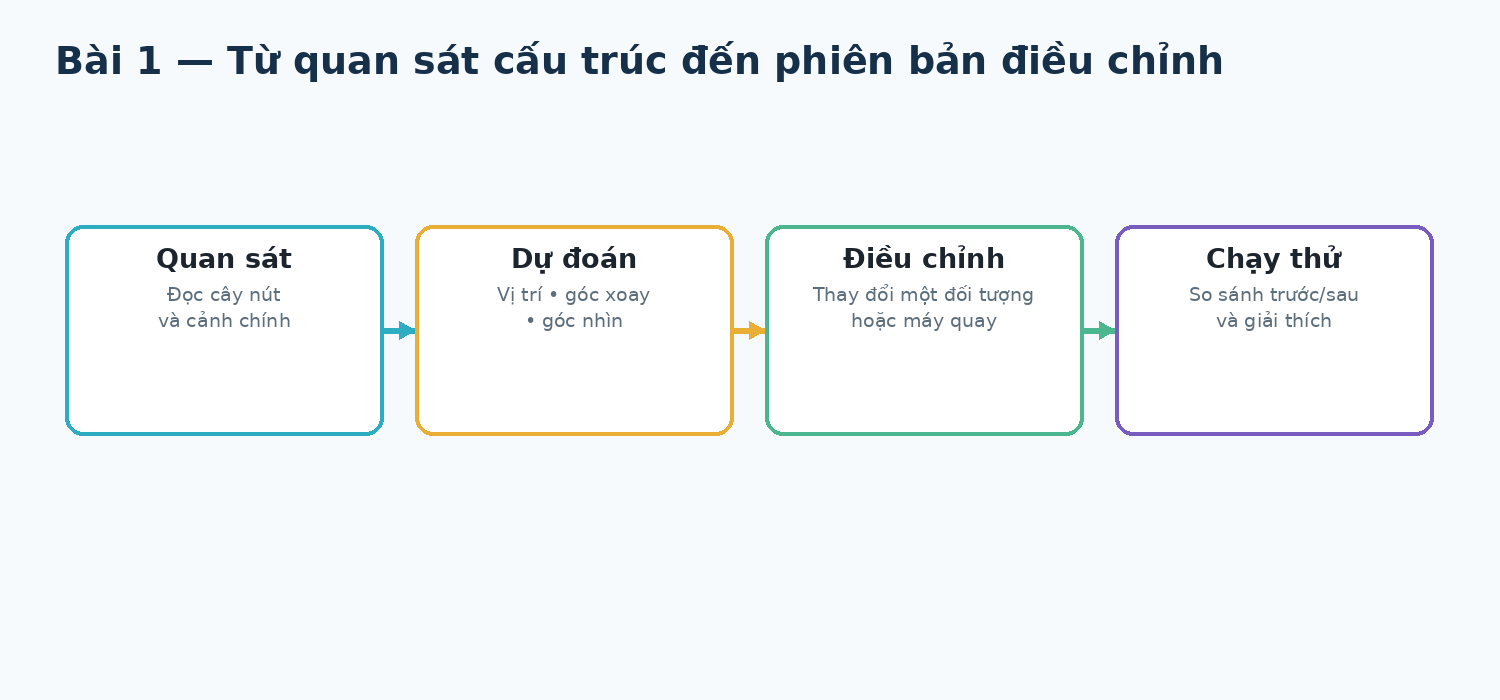 Bài 1 — Từ quan sát cấu trúc đến phiên bản điều chỉnh
Quan sát
Đọc cây nút
và cảnh chính
Dự đoán
Vị trí • góc xoay
• góc nhìn
Điều chỉnh
Thay đổi một đối tượng
hoặc máy quay
Chạy thử
So sánh trước/sau
và giải thích